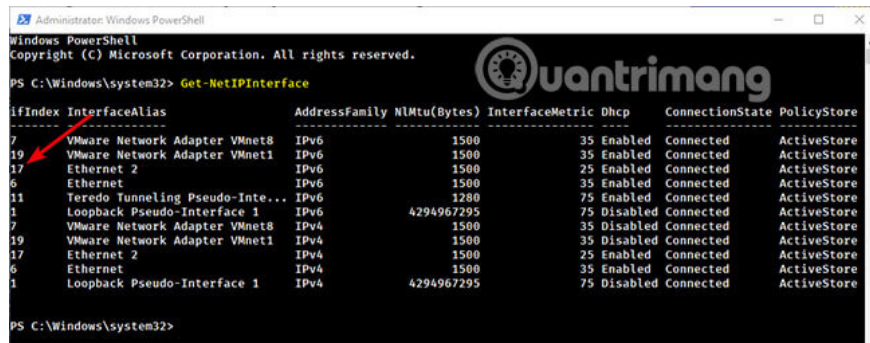 Administrator: Windows PowerShell
Windows PowerShell
Copyright (C) Microsoft Corporation. All rights reserved.
Quantrimang
PS C:\Windows\system32> Get-NetIPInterface
ifIndex InterfaceAlias AddressFamily NlMtu(Bytes) InterfaceMetric Dhcp ConnectionState PolicyStore
------- -------------- ------------- ------------ --------------- ---- --------------- -----------
7 VMware Network Adapter VMnet8 IPv6 1500 35 Enabled Connected ActiveStore
19 VMware Network Adapter VMnet1 IPv6 1500 35 Enabled Connected ActiveStore
17 Ethernet 2 IPv6 1500 25 Enabled Connected ActiveStore
6 Ethernet IPv6 1500 35 Enabled Connected ActiveStore
11 Teredo Tunneling Pseudo-Inte... IPv6 1280 75 Enabled Connected ActiveStore
1 Loopback Pseudo-Interface 1 IPv6 4294967295 75 Disabled Connected ActiveStore
7 VMware Network Adapter VMnet8 IPv4 1500 35 Disabled Connected ActiveStore
19 VMware Network Adapter VMnet1 IPv4 1500 35 Disabled Connected ActiveStore
17 Ethernet 2 IPv4 1500 25 Enabled Connected ActiveStore
6 Ethernet IPv4 1500 35 Enabled Connected ActiveStore
1 Loopback Pseudo-Interface 1 IPv4 4294967295 75 Disabled Connected ActiveStore
PS C:\Windows\system32>